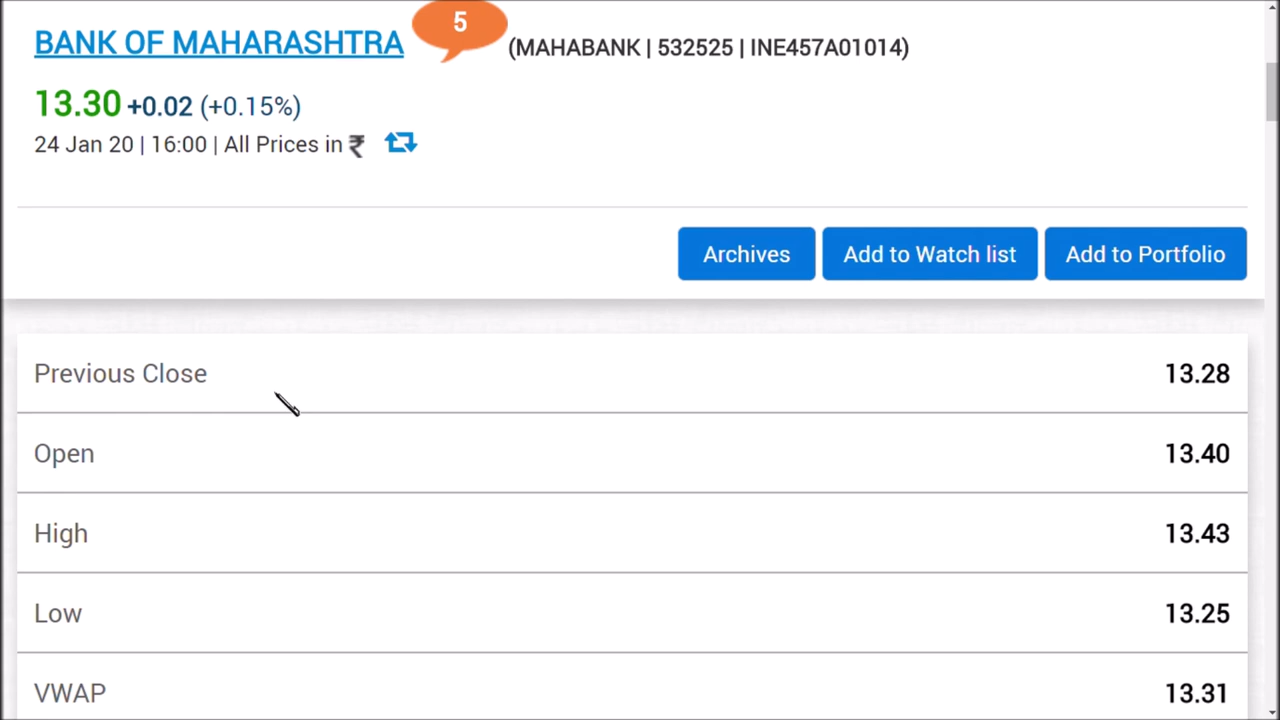 BANK OF MAHARASHTRA 5 (MAHABANK | 532525 | INE457A01014)
13.30 +0.02 (+0.15%)
24 Jan 20 | 16:00 | All Prices in ₹
Archives Add to Watch list Add to Portfolio
Previous Close 13.28
Open 13.40
High 13.43
Low 13.25
VWAP 13.31